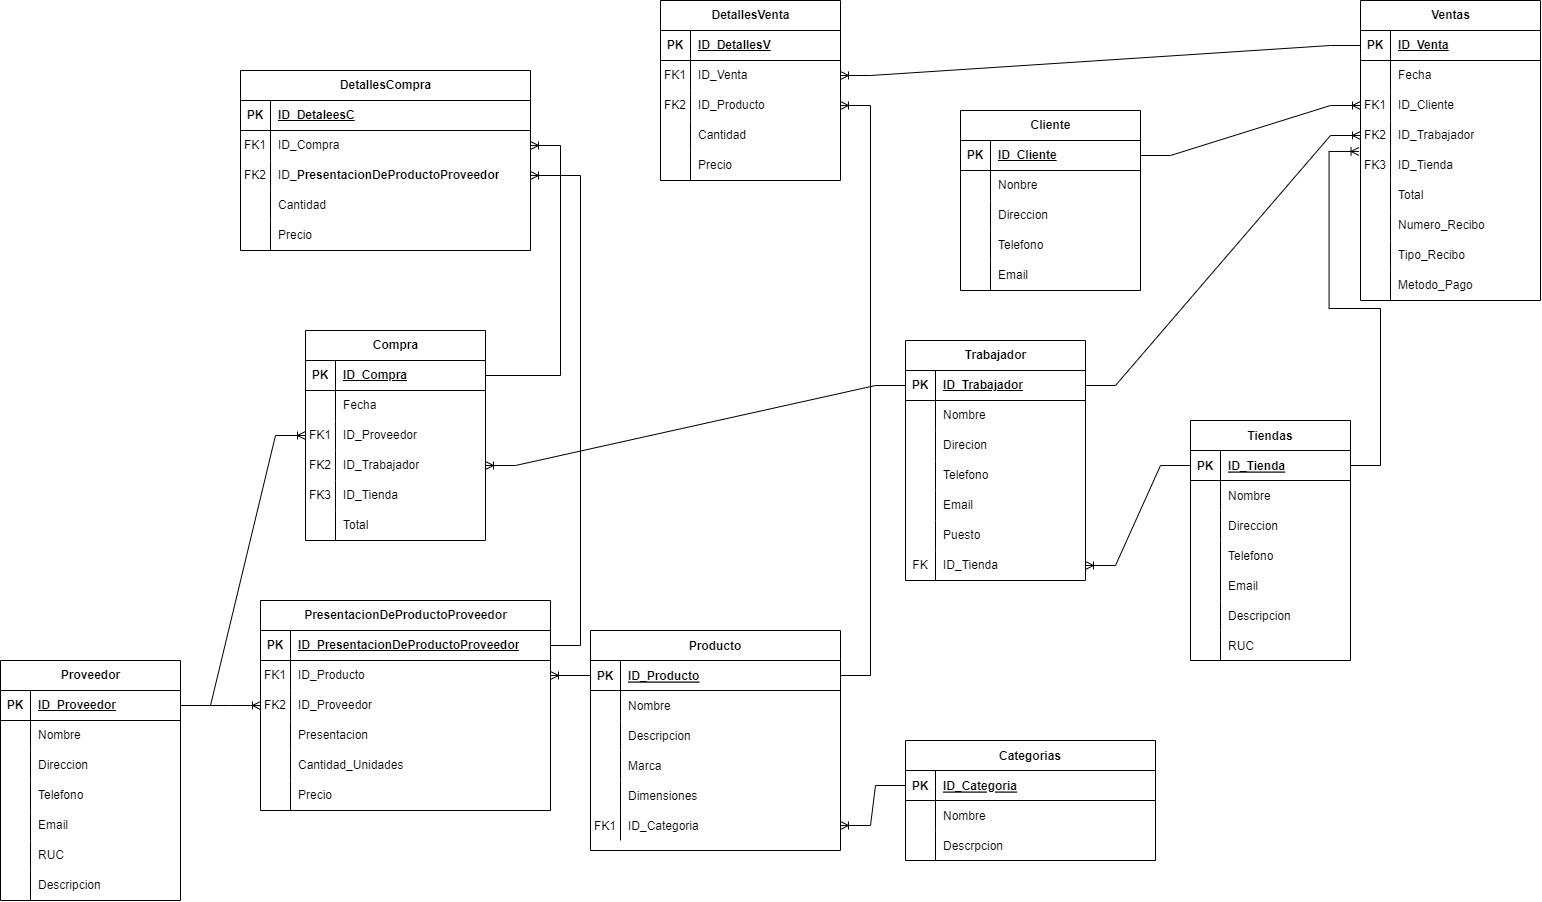 DetallesVenta
PK ID_DetallesV
FK1 ID_Venta
FK2 ID_Producto
Cantidad
Precio
Ventas
PK ID_Venta
Fecha
FK1 ID_Cliente
FK2 ID_Trabajador
FK3 ID_Tienda
Total
Numero_Recibo
Tipo_Recibo
Metodo_Pago
DetallesCompra
PK ID_DetaleesC
FK1 ID_Compra
FK2 ID_PresentacionDeProductoProveedor
Cantidad
Precio
Cliente
PK ID_Cliente
Nonbre
Direccion
Telefono
Email
Compra
PK ID_Compra
Fecha
FK1 ID_Proveedor
FK2 ID_Trabajador
FK3 ID_Tienda
Total
Trabajador
PK ID_Trabajador
Nombre
Direcion
Telefono
Email
Puesto
FK ID_Tienda
Tiendas
PK ID_Tienda
Nombre
Direccion
Telefono
Email
Descripcion
RUC
PresentacionDeProductoProveedor
PK ID_PresentacionDeProductoProveedor
FK1 ID_Producto
FK2 ID_Proveedor
Presentacion
Cantidad_Unidades
Precio
Producto
PK ID_Producto
Nombre
Descripcion
Marca
Dimensiones
FK1 ID_Categoria
Proveedor
PK ID_Proveedor
Nombre
Direccion
Telefono
Email
RUC
Descripcion
Categorias
PK ID_Categoria
Nombre
Descrpcion